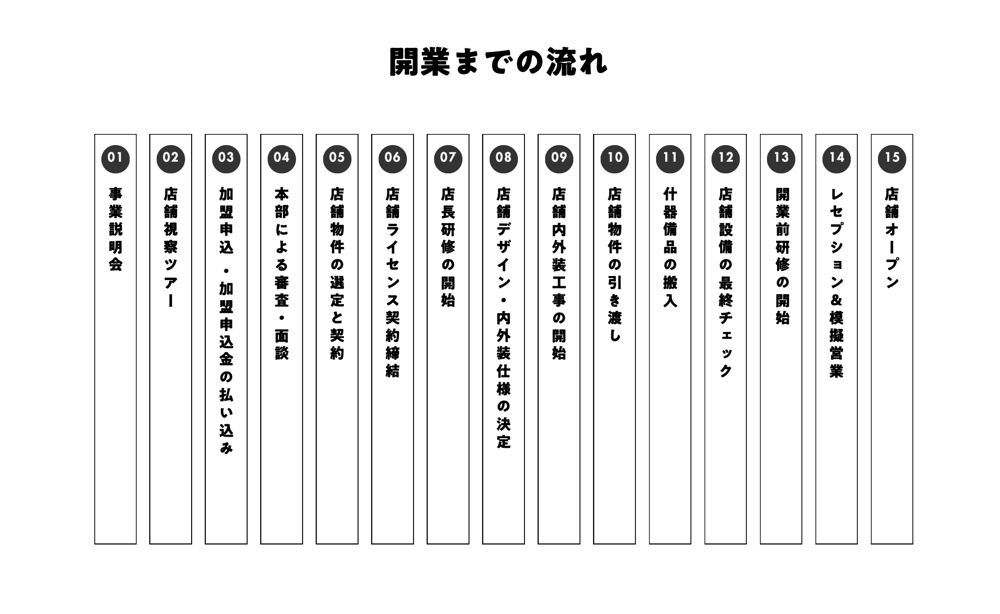 開業までの流れ
01
事業説明会
02
店舗視察ツアー
03
加盟申込・加盟申込金の払い込み
04
本部による審査・面談
05
店舗物件の選定と契約
06
店舗ライセンス契約締結
07
店長研修の開始
08
店舗デザイン・内外装仕様の決定
09
店舗内外装工事の開始
10
店舗物件の引き渡し
11
什器備品の搬入
12
店舗設備の最終チェック
13
開業前研修の開始
14
レセプション&模擬営業
15
店舗オープン